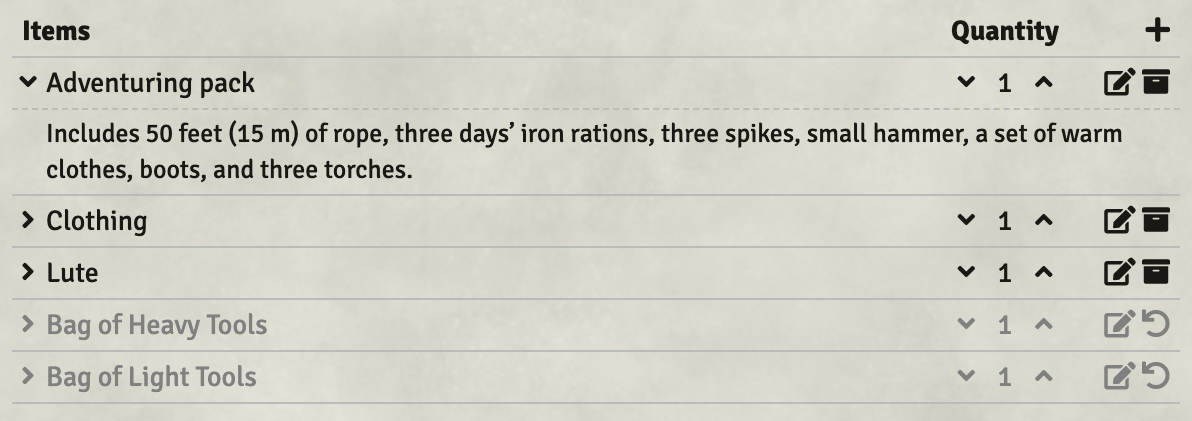 Items Quantity
Adventuring pack 1
Includes 50 feet (15 m) of rope, three days’ iron rations, three spikes, small hammer, a set of warm
clothes, boots, and three torches.
Clothing 1
Lute 1
Bag of Heavy Tools 1
Bag of Light Tools 1